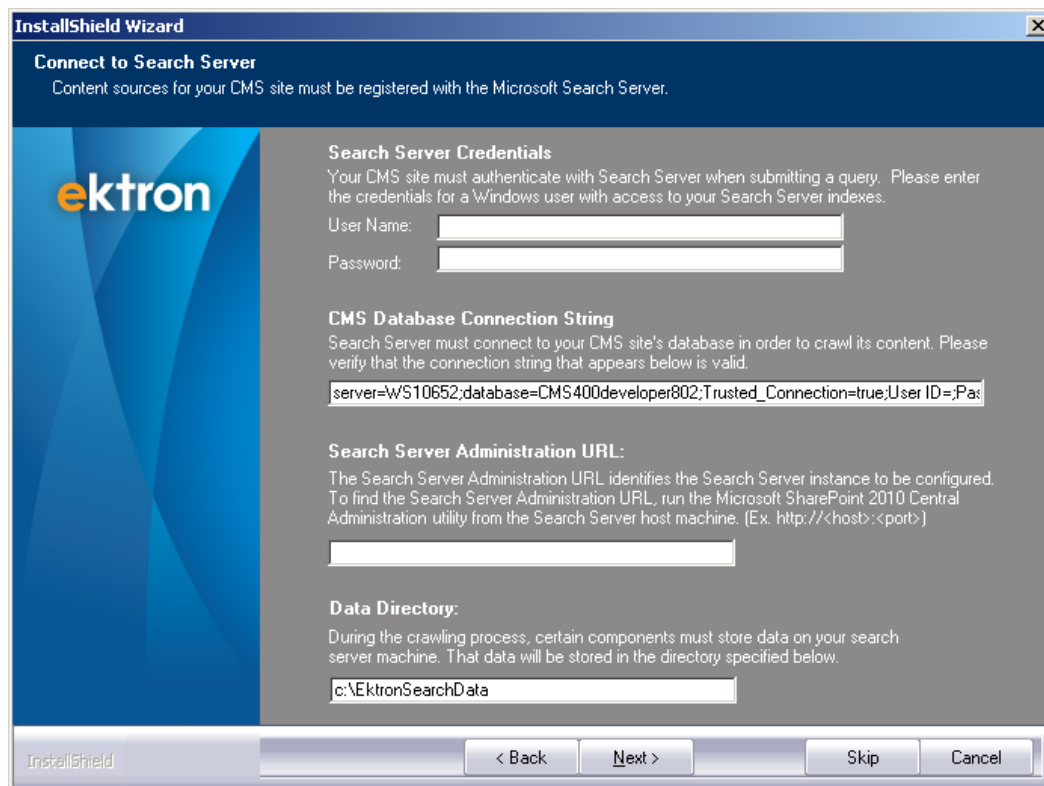 InstallShield Wizard
Connect to Search Server
Content sources for your CMS site must be registered with the Microsoft Search Server.
ektron
Search Server Credentials
Your CMS site must authenticate with Search Server when submitting a query. Please enter
the credentials for a Windows user with access to your Search Server indexes.
User Name:
Password:
CMS Database Connection String
Search Server must connect to your CMS site's database in order to crawl its content. Please
verify that the connection string that appears below is valid.
server=WS10652;database=CMS400developer802;Trusted_Connection=true;User ID=;Pas
Search Server Administration URL:
The Search Server Administration URL identifies the Search Server instance to be configured.
To find the Search Server Administration URL, run the Microsoft SharePoint 2010 Central
Administration utility from the Search Server host machine. (Ex. http://<host>:<port>)
Data Directory:
During the crawling process, certain components must store data on your search
server machine. That data will be stored in the directory specified below.
c:\EktronSearchData
InstallShield
< Back
Next >
Skip
Cancel